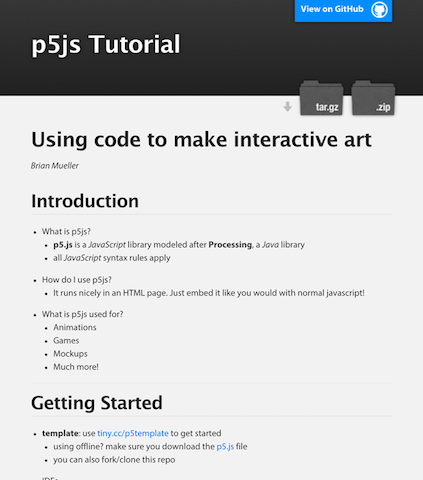 View on GitHub
p5js Tutorial
tar.gz
.zip
Using code to make interactive art
Brian Mueller
Introduction
What is p5js?
p5.js is a JavaScript library modeled after Processing, a Java library
all JavaScript syntax rules apply
How do I use p5js?
It runs nicely in an HTML page. Just embed it like you would with normal javascript!
What is p5js used for?
Animations
Games
Mockups
Much more!
Getting Started
template: use tiny.cc/p5template to get started
using offline? make sure you download the p5.js file
you can also fork/clone this repo